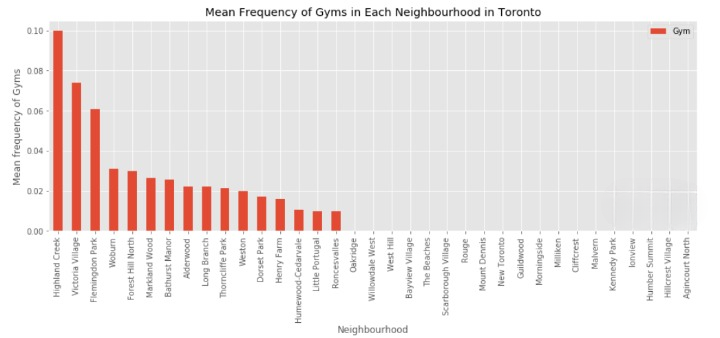 Mean Frequency of Gyms in Each Neighbourhood in Toronto
Gym
Mean frequency of Gyms
0.10
0.08
0.06
0.04
0.02
0.00
Highland Creek
Victoria Village
Flemingdon Park
Woburn
Forest Hill North
Markland Wood
Bathurst Manor
Alderwood
Long Branch
Thorncliffe Park
Weston
Dorset Park
Henry Farm
Humewood-Cedarvale
Little Portugal
Roncesvalles
Oakridge
Willowdale West
West Hill
Bayview Village
The Beaches
Scarborough Village
Rouge
Mount Dennis
New Toronto
Guildwood
Morningside
Milliken
Cliffcrest
Malvern
Kennedy Park
Ionview
Humber Summit
Hillcrest Village
Agincourt North
Neighbourhood